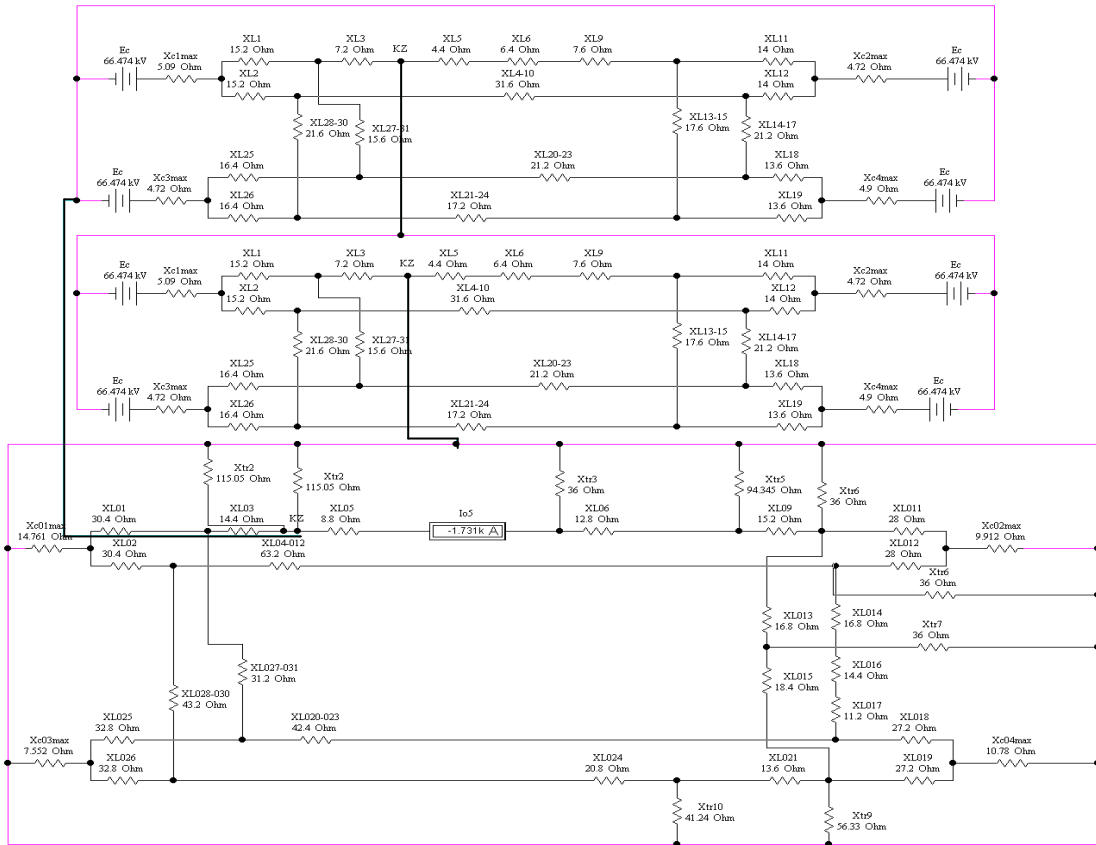 Ec
66.474 kV
Xc1max
5.09 Ohm
XL1
15.2 Ohm
XL2
15.2 Ohm
XL3
7.2 Ohm
KZ
XL5
4.4 Ohm
XL6
6.4 Ohm
XL9
7.6 Ohm
XL4-10
31.6 Ohm
XL11
14 Ohm
XL12
14 Ohm
Xc2max
4.72 Ohm
Ec
66.474 kV
XL28-30
21.6 Ohm
XL27-31
15.6 Ohm
XL13-15
17.6 Ohm
XL14-17
21.2 Ohm
Ec
66.474 kV
Xc3max
4.72 Ohm
XL25
16.4 Ohm
XL26
16.4 Ohm
XL20-23
21.2 Ohm
XL21-24
17.2 Ohm
XL18
13.6 Ohm
XL19
13.6 Ohm
Xc4max
4.9 Ohm
Ec
66.474 kV
Ec
66.474 kV
Xc1max
5.09 Ohm
XL1
15.2 Ohm
XL2
15.2 Ohm
XL3
7.2 Ohm
KZ
XL5
4.4 Ohm
XL6
6.4 Ohm
XL9
7.6 Ohm
XL4-10
31.6 Ohm
XL11
14 Ohm
XL12
14 Ohm
Xc2max
4.72 Ohm
Ec
66.474 kV
XL28-30
21.6 Ohm
XL27-31
15.6 Ohm
XL13-15
17.6 Ohm
XL14-17
21.2 Ohm
Ec
66.474 kV
Xc3max
4.72 Ohm
XL25
16.4 Ohm
XL26
16.4 Ohm
XL20-23
21.2 Ohm
XL21-24
17.2 Ohm
XL18
13.6 Ohm
XL19
13.6 Ohm
Xc4max
4.9 Ohm
Ec
66.474 kV
Xtr2
115.05 Ohm
Xtr2
115.05 Ohm
Xtr3
36 Ohm
Xtr5
94.345 Ohm
Xtr6
36 Ohm
Xc01max
14.761 Ohm
XL01
30.4 Ohm
XL02
30.4 Ohm
XL03
14.4 Ohm
KZ
XL05
8.8 Ohm
Io5
-1.731k A
XL06
12.8 Ohm
XL09
15.2 Ohm
XL011
28 Ohm
XL012
28 Ohm
Xc02max
9.912 Ohm
XL04-012
63.2 Ohm
Xtr6
36 Ohm
XL013
16.8 Ohm
XL014
16.8 Ohm
Xtr7
36 Ohm
XL015
18.4 Ohm
XL016
14.4 Ohm
XL017
11.2 Ohm
XL027-031
31.2 Ohm
XL028-030
43.2 Ohm
Xc03max
7.552 Ohm
XL025
32.8 Ohm
XL026
32.8 Ohm
XL020-023
42.4 Ohm
XL018
27.2 Ohm
XL019
27.2 Ohm
Xc04max
10.78 Ohm
XL024
20.8 Ohm
XL021
13.6 Ohm
Xtr10
41.24 Ohm
Xtr9
56.33 Ohm